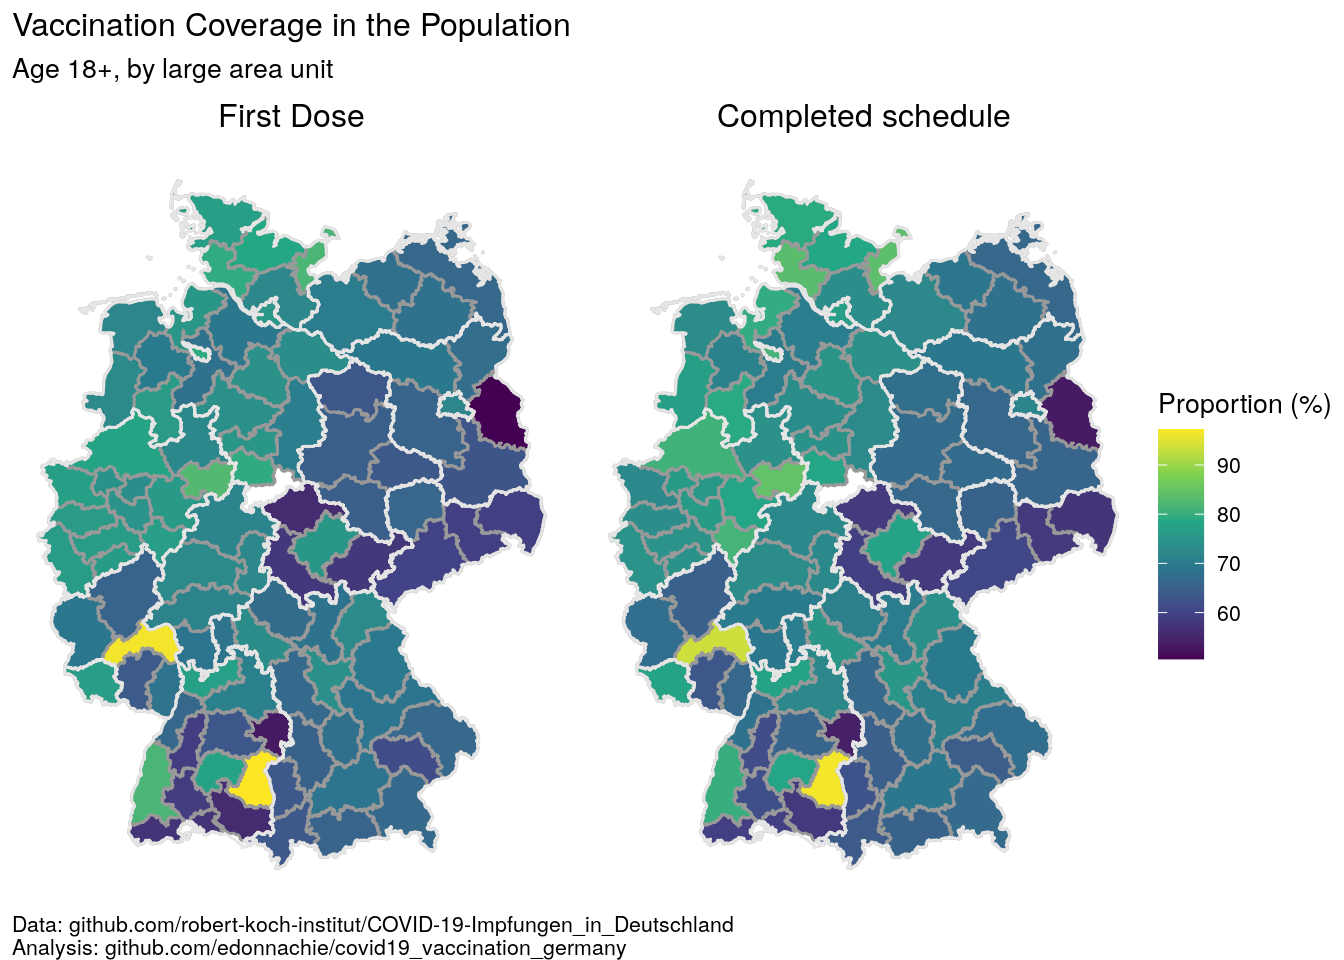 Vaccination Coverage in the Population
Age 18+, by large area unit
First Dose
Completed schedule
Proportion (%)
90
80
70
60
Data: github.com/robert-koch-institut/COVID-19-Impfungen_in_Deutschland
Analysis: github.com/edonnachie/covid19_vaccination_germany